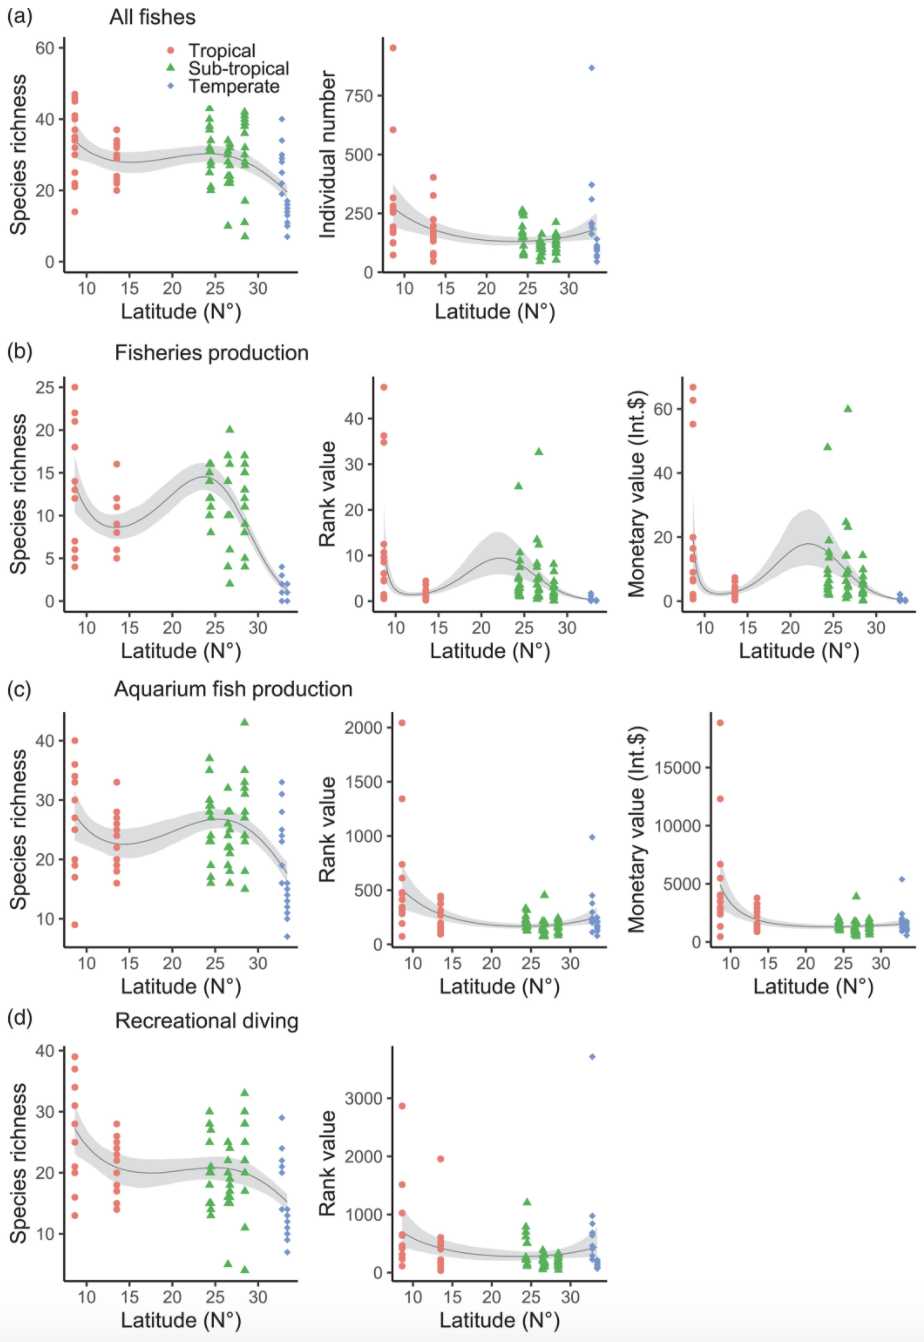 (a) All fishes
Species richness
60
40
20
0
Tropical
Sub-tropical
Temperate
10 15 20 25 30
Latitude (N°)
Individual number
750
500
250
0
10 15 20 25 30
Latitude (N°)
(b) Fisheries production
Species richness
25
20
15
10
5
0
10 15 20 25 30
Latitude (N°)
Rank value
40
30
20
10
0
10 15 20 25 30
Latitude (N°)
Monetary value (Int.$)
60
40
20
0
10 15 20 25 30
Latitude (N°)
(c) Aquarium fish production
Species richness
40
30
20
10
10 15 20 25 30
Latitude (N°)
Rank value
2000
1500
1000
500
0
10 15 20 25 30
Latitude (N°)
Monetary value (Int.$)
15000
10000
5000
0
10 15 20 25 30
Latitude (N°)
(d) Recreational diving
Species richness
40
30
20
10
10 15 20 25 30
Latitude (N°)
Rank value
3000
2000
1000
0
10 15 20 25 30
Latitude (N°)